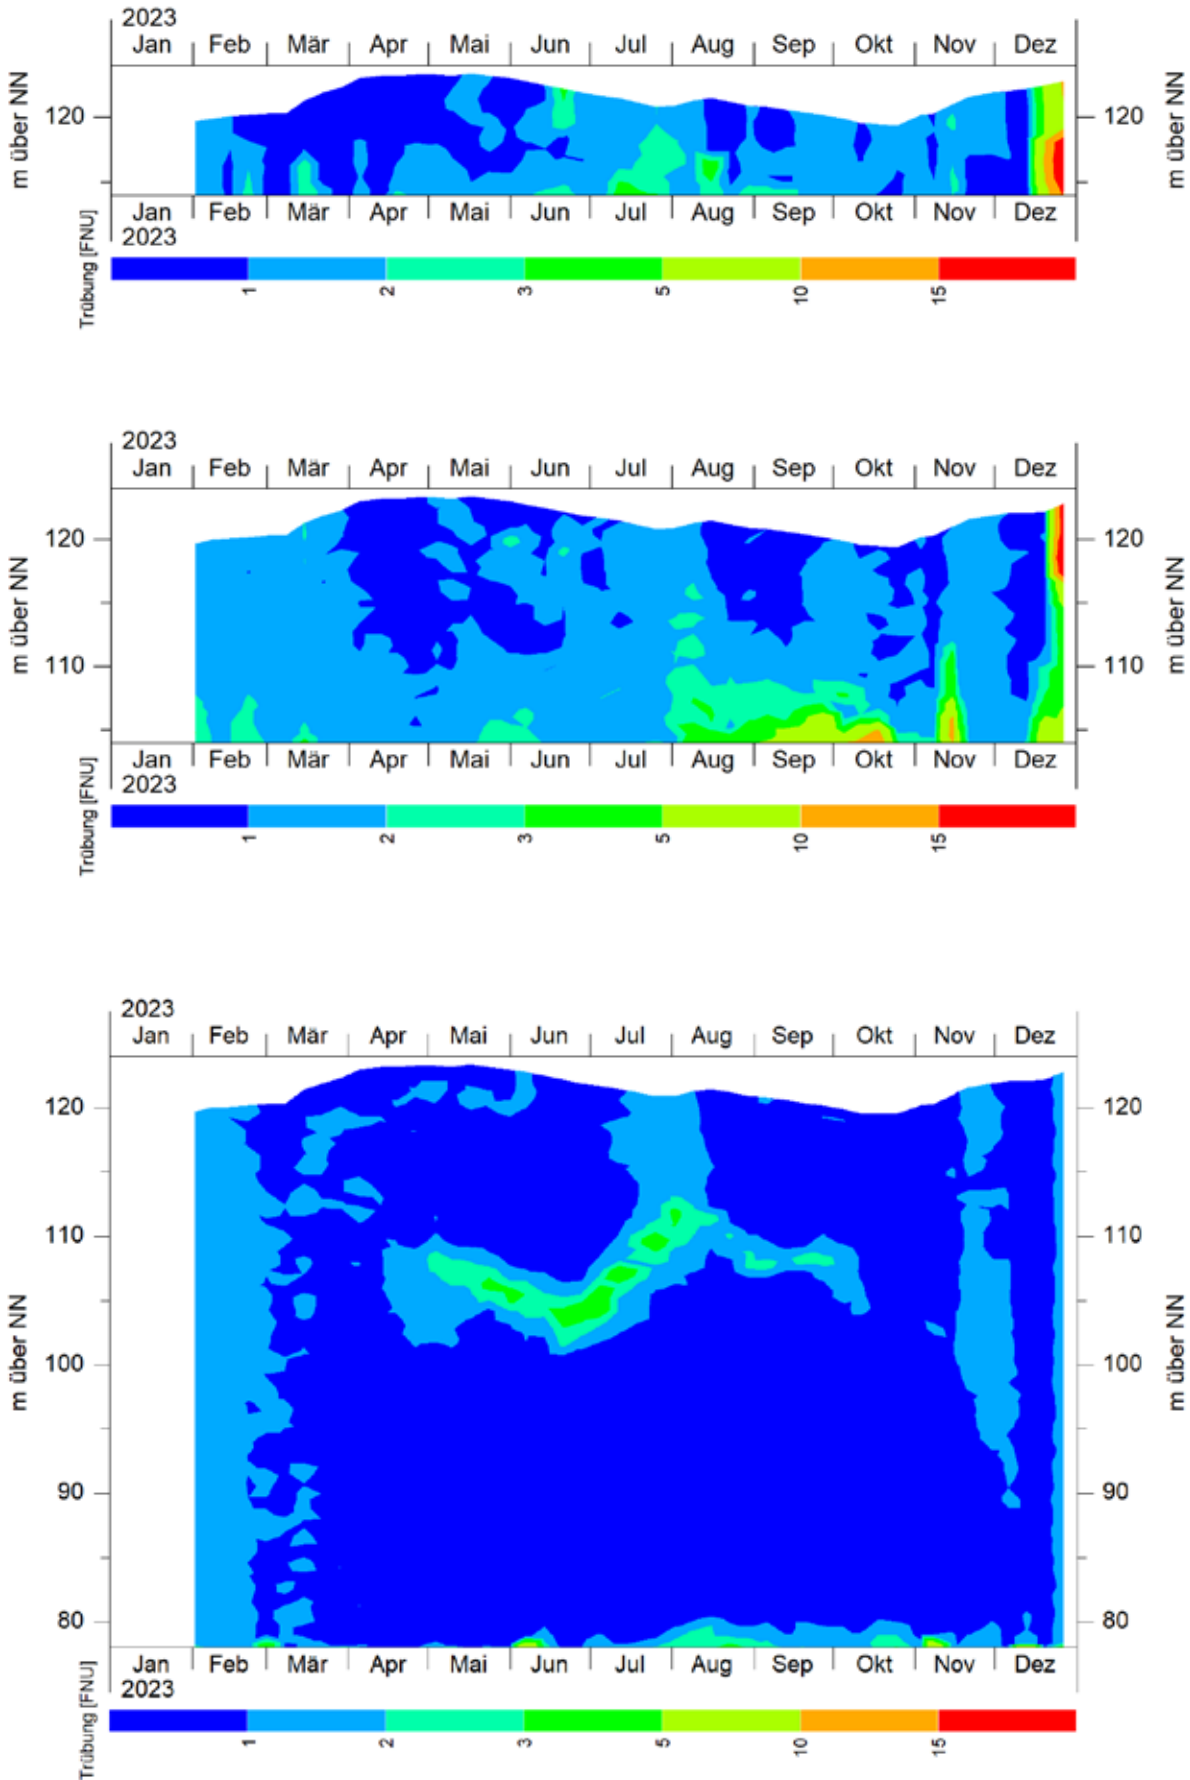 2023
Jan Feb Mär Apr Mai Jun Jul Aug Sep Okt Nov Dez
m über NN 120 120 m über NN
Jan Feb Mär Apr Mai Jun Jul Aug Sep Okt Nov Dez
2023
Trübung [FNU] 1 2 3 5 10 15
2023
Jan Feb Mär Apr Mai Jun Jul Aug Sep Okt Nov Dez
120 120
m über NN m über NN
110 110
Jan Feb Mär Apr Mai Jun Jul Aug Sep Okt Nov Dez
2023
Trübung [FNU] 1 2 3 5 10 15
2023
Jan Feb Mär Apr Mai Jun Jul Aug Sep Okt Nov Dez
120 120
110 110
m über NN m über NN
100 100
90 90
80 80
Jan Feb Mär Apr Mai Jun Jul Aug Sep Okt Nov Dez
2023
Trübung [FNU] 1 2 3 5 10 15